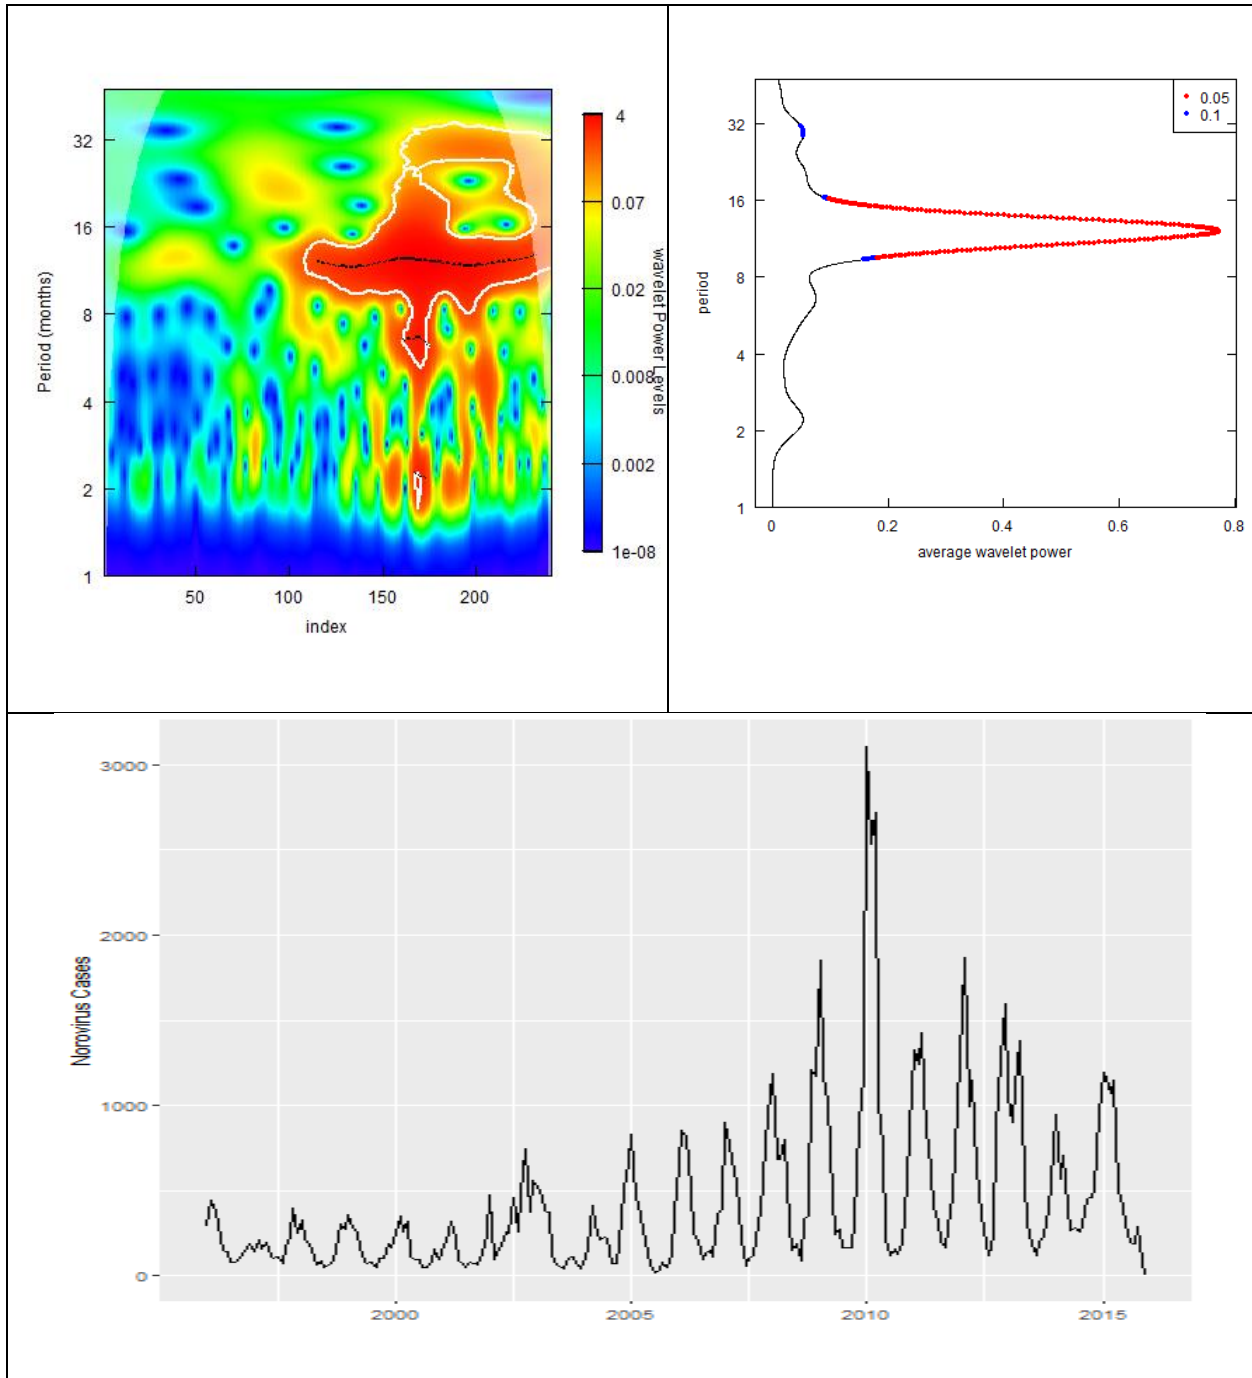 32
16
8
4
2
1
Period (months)
50 100 150 200
index
4
0.07
0.02
0.008
0.002
1e-08
wavelet Power Levels
0.05
0.1
32
16
8
4
2
1
period
0 0.2 0.4 0.6 0.8
average wavelet power
3000
2000
1000
0
Norovirus Cases
2000 2005 2010 2015